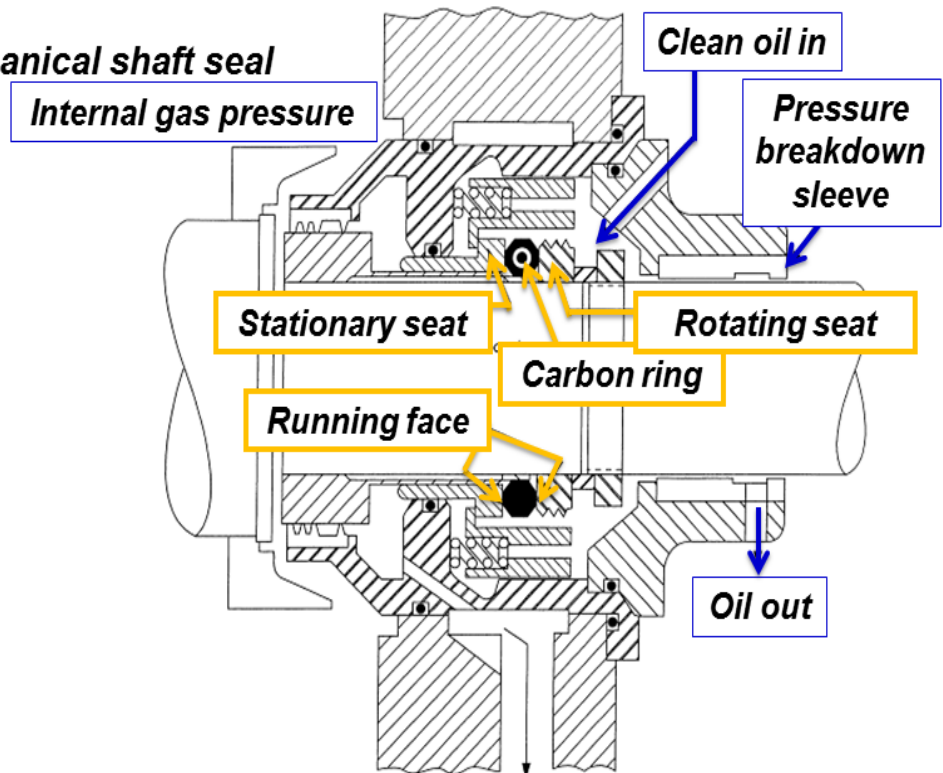 anical shaft seal
Clean oil in
Internal gas pressure
Pressure
breakdown
sleeve
Stationary seat
Rotating seat
Carbon ring
Running face
Oil out